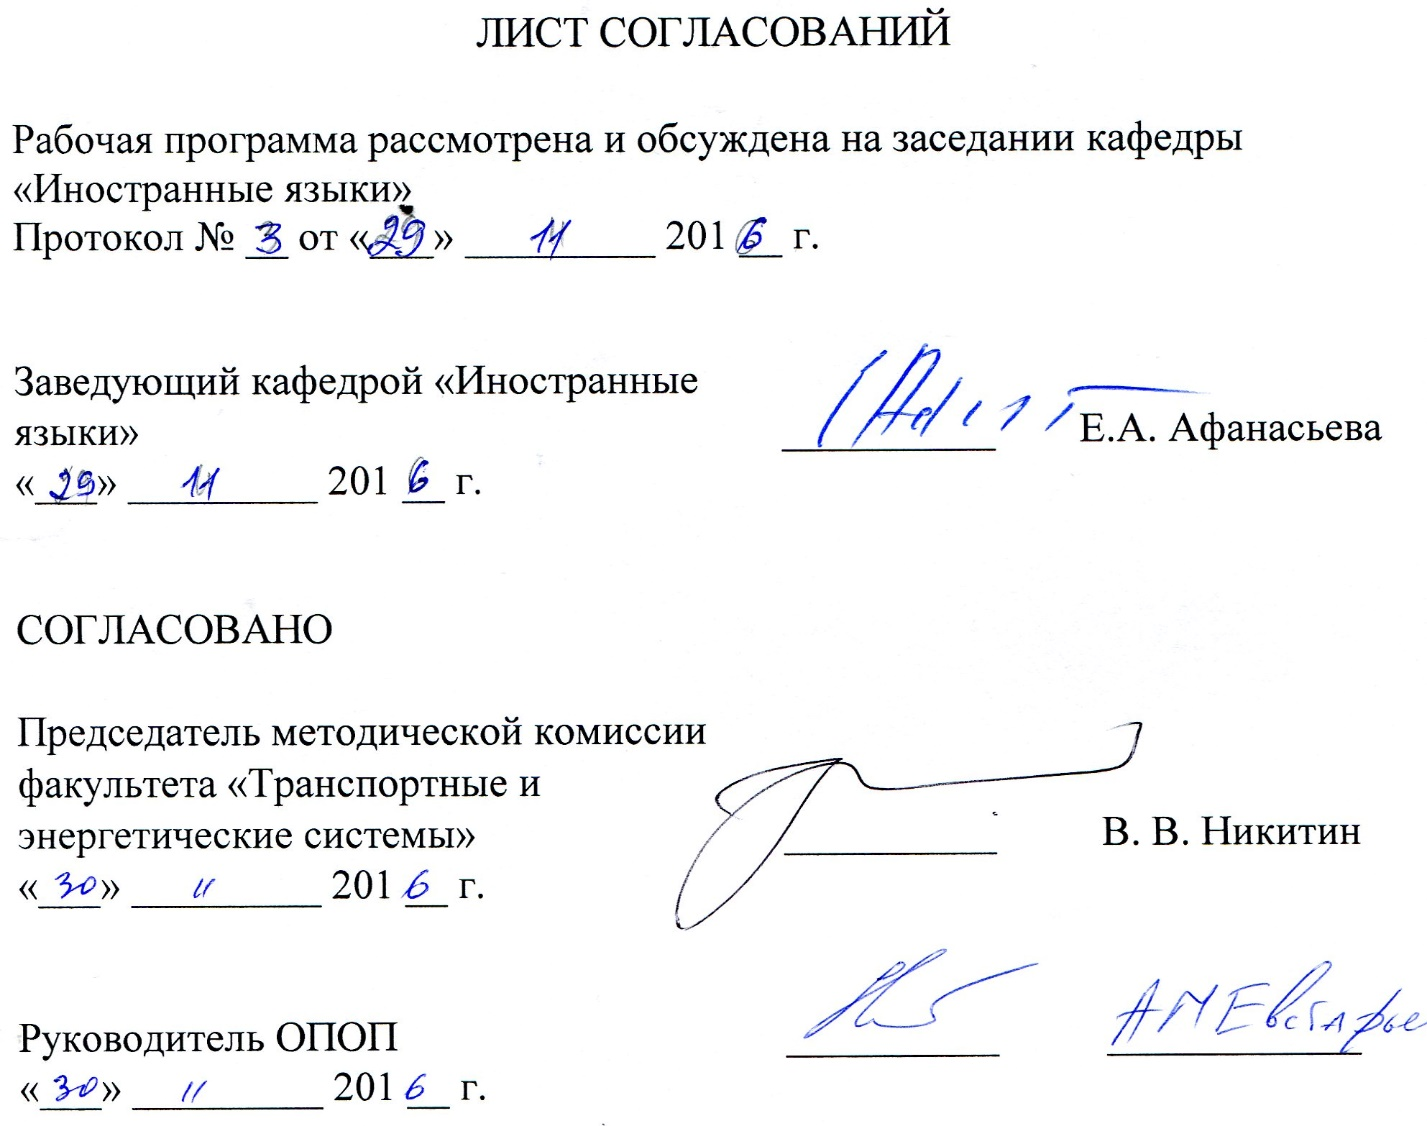 ЛИСТ СОГЛАСОВАНИЙ
Рабочая программа рассмотрена и обсуждена на заседании кафедры
«Иностранные языки»
Протокол № 3 от «29» 11 2016 г.
Заведующий кафедрой «Иностранные
языки» Е.А. Афанасьева
«29» 11 2016 г.
СОГЛАСОВАНО
Председатель методической комиссии
факультета «Транспортные и
энергетические системы» В. В. Никитин
«30» 11 2016 г.
Руководитель ОПОП АМЕвстафье
«30» 11 2016 г.